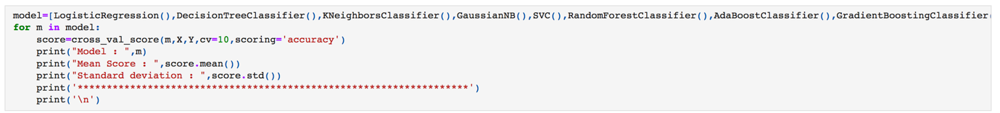 model=[LogisticRegression(),DecisionTreeClassifier(),KNeighborsClassifier(),GaussianNB(),SVC(),RandomForestClassifier(),AdaBoostClassifier(),GradientBoostingClassifier(
for m in model:
    score=cross_val_score(m,X,Y,cv=10,scoring='accuracy')
    print("Model : ",m)
    print("Mean Score : ",score.mean())
    print("Standard deviation : ",score.std())
    print('*******************************************************************')
    print('\n')